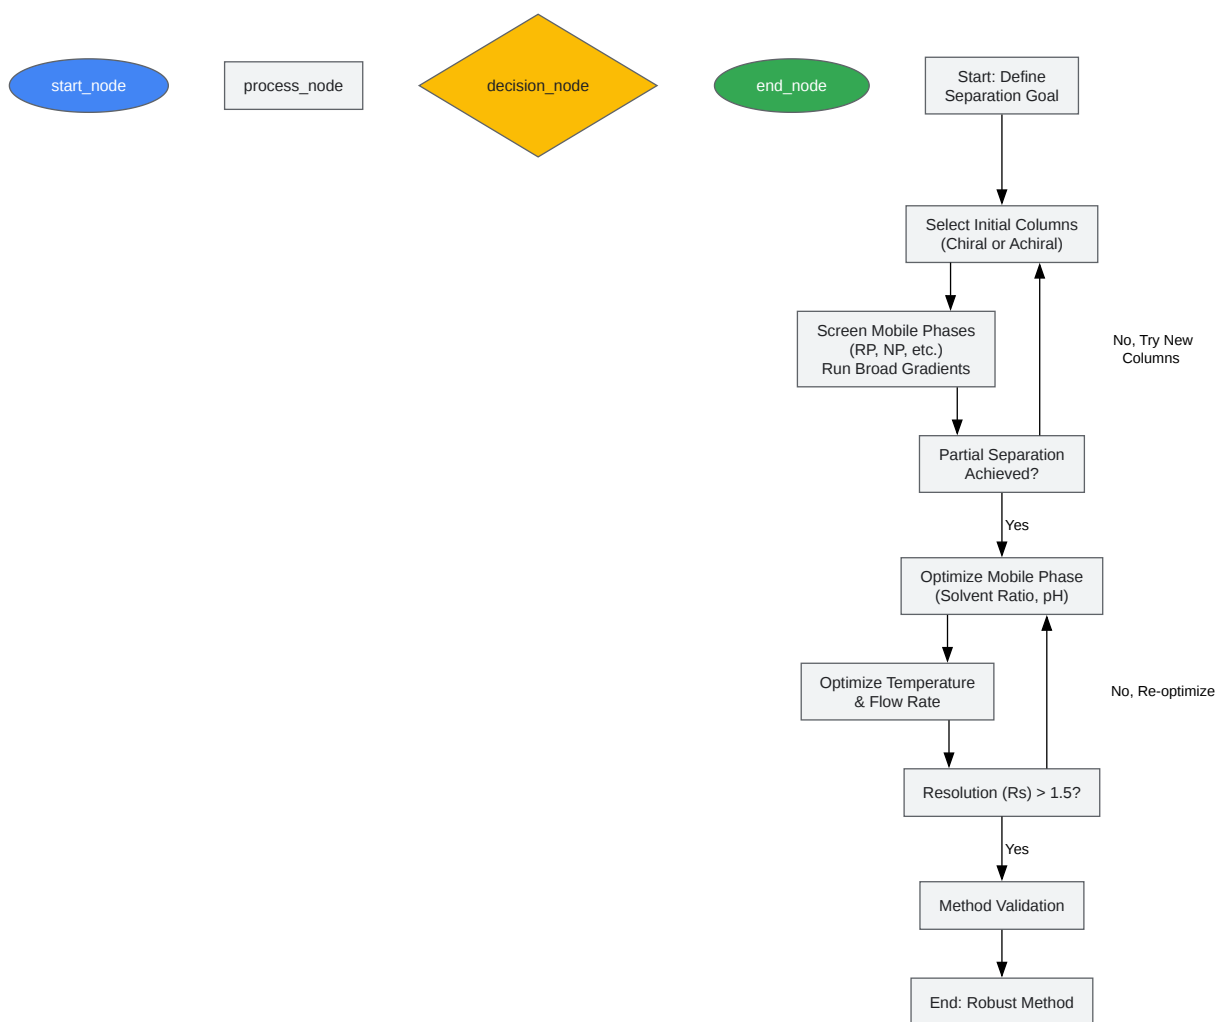 start_node
process_node
decision_node
end_node
Start: Define
Separation Goal
Select Initial Columns
(Chiral or Achiral)
Screen Mobile Phases
(RP, NP, etc.)
Run Broad Gradients
No, Try New
Columns
Partial Separation
Achieved?
Yes
Optimize Mobile Phase
(Solvent Ratio, pH)
Optimize Temperature
& Flow Rate
No, Re-optimize
Resolution (Rs) > 1.5?
Yes
Method Validation
End: Robust Method